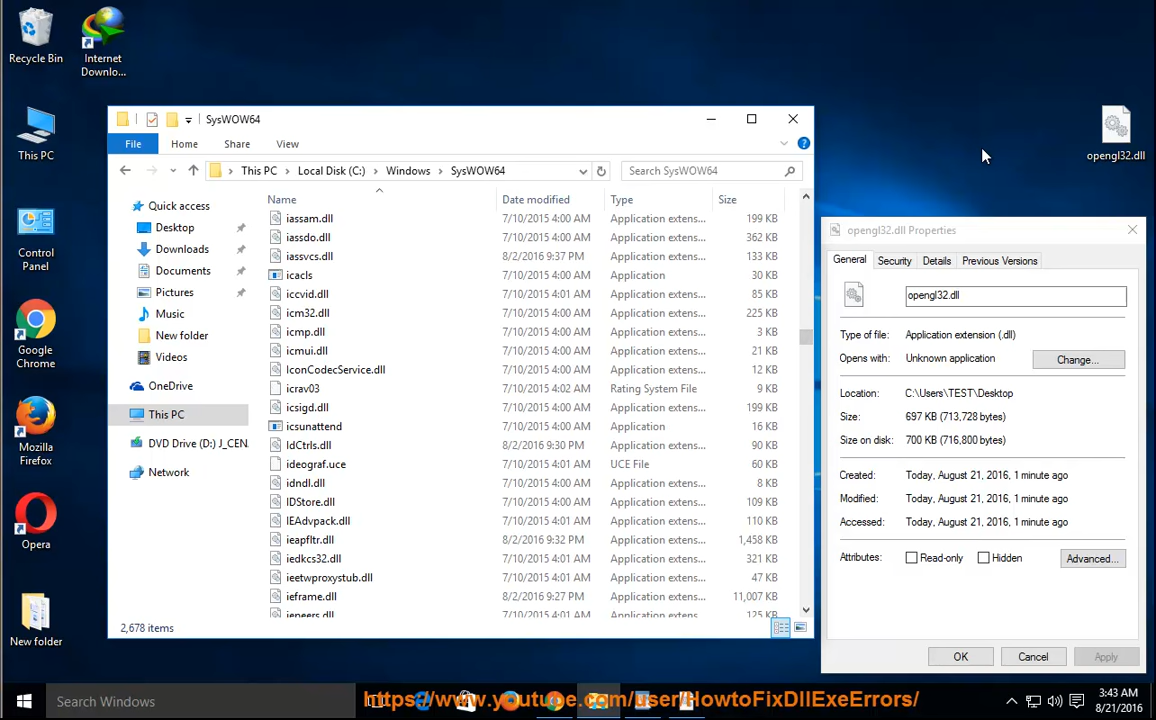 Recycle Bin
Internet Downlo...
This PC
Control Panel
Google Chrome
Mozilla Firefox
Opera
New folder
opengl32.dll
SysWOW64
File Home Share View
This PC Local Disk (C:) Windows SysWOW64
Search SysWOW64
Quick access
Desktop
Downloads
Documents
Pictures
Music
New folder
Videos
OneDrive
This PC
DVD Drive (D:) J_CEN
Network
Name Date modified Type Size
iassam.dll 7/10/2015 4:00 AM Application extens... 199 KB
iassdo.dll 7/10/2015 4:00 AM Application extens... 362 KB
iassvcs.dll 8/2/2016 9:37 PM Application extens... 133 KB
icacls 7/10/2015 4:00 AM Application 30 KB
iccvid.dll 7/10/2015 4:01 AM Application extens... 85 KB
icm32.dll 7/10/2015 4:00 AM Application extens... 225 KB
icmp.dll 7/10/2015 4:00 AM Application extens... 3 KB
icmui.dll 7/10/2015 4:00 AM Application extens... 21 KB
IconCodecService.dll 7/10/2015 4:00 AM Application extens... 12 KB
icrav03 7/10/2015 4:02 AM Rating System File 9 KB
icsigd.dll 7/10/2015 4:00 AM Application extens... 199 KB
icsunattend 7/10/2015 4:00 AM Application 16 KB
IdCtrls.dll 8/2/2016 9:30 PM Application extens... 90 KB
ideograf.uce 7/10/2015 4:01 AM UCE File 60 KB
idndl.dll 7/10/2015 4:01 AM Application extens... 8 KB
IDStore.dll 7/10/2015 4:00 AM Application extens... 109 KB
IEAdvpack.dll 7/10/2015 4:01 AM Application extens... 110 KB
ieapfltr.dll 8/2/2016 9:32 PM Application extens... 1,458 KB
iedkcs32.dll 7/10/2015 4:01 AM Application extens... 321 KB
ieetwproxystub.dll 7/10/2015 4:01 AM Application extens... 47 KB
ieframe.dll 8/2/2016 9:27 PM Application extens... 11,007 KB
iepeers.dll 7/10/2015 4:01 AM Application extens... 125 KB
2,678 items
opengl32.dll Properties
General Security Details Previous Versions
opengl32.dll
Type of file: Application extension (.dll)
Opens with: Unknown application Change...
Location: C:\Users\TEST\Desktop
Size: 697 KB (713,728 bytes)
Size on disk: 700 KB (716,800 bytes)
Created: Today, August 21, 2016, 1 minute ago
Modified: Today, August 21, 2016, 1 minute ago
Accessed: Today, August 21, 2016, 1 minute ago
Attributes: Read-only Hidden Advanced...
OK Cancel Apply
Search Windows
Https://www.youtube.com/user/HowtoFixDllExeErrors/
3:43 AM
8/21/2016